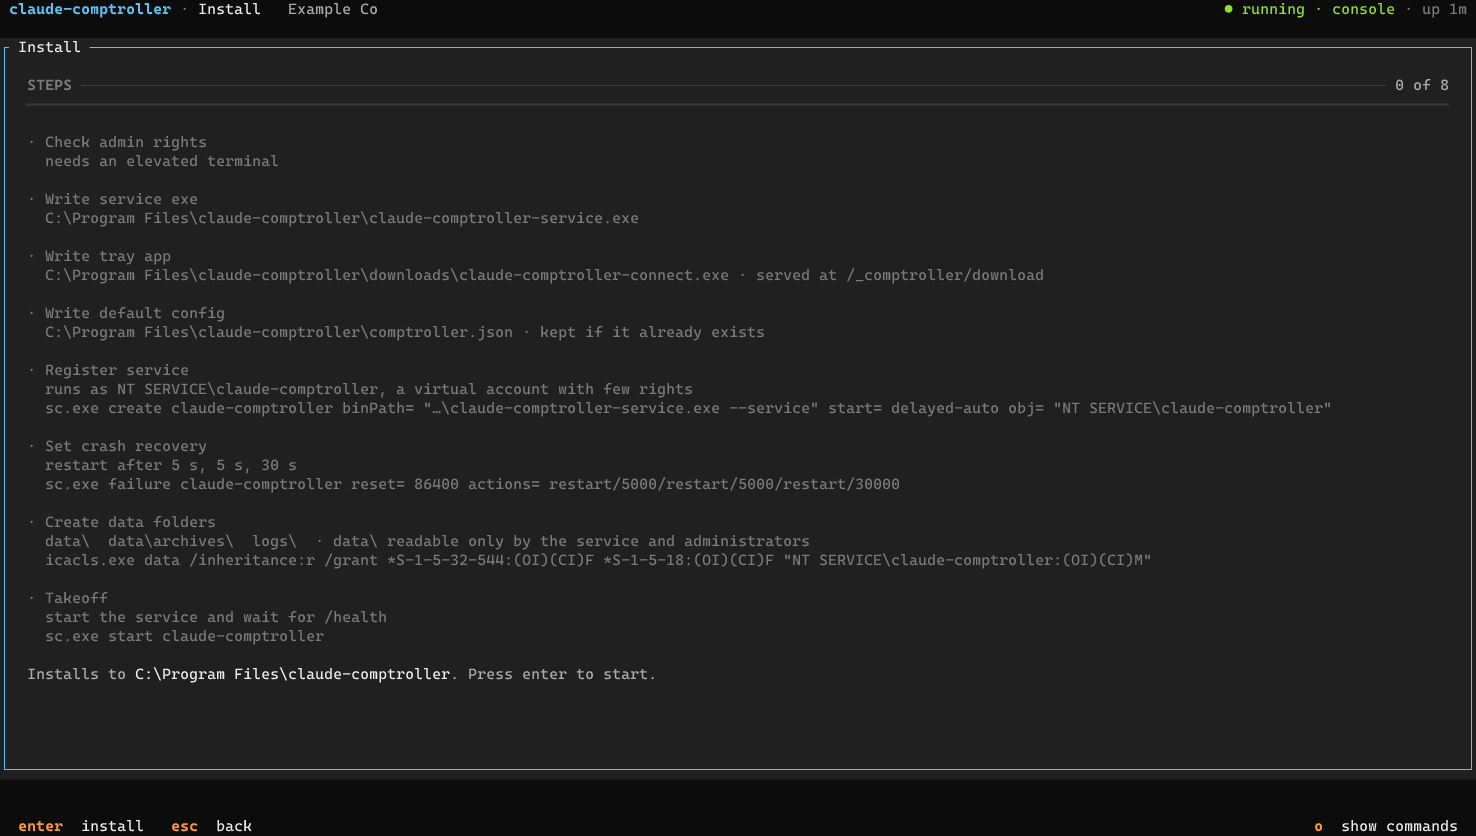 claude-comptroller · Install   Example Co   ● running · console · up 1m
Install
STEPS   0 of 8
· Check admin rights
needs an elevated terminal
· Write service exe
C:\Program Files\claude-comptroller\claude-comptroller-service.exe
· Write tray app
C:\Program Files\claude-comptroller\downloads\claude-comptroller-connect.exe · served at /_comptroller/download
· Write default config
C:\Program Files\claude-comptroller\comptroller.json · kept if it already exists
· Register service
runs as NT SERVICE\claude-comptroller, a virtual account with few rights
sc.exe create claude-comptroller binPath= "…\claude-comptroller-service.exe --service" start= delayed-auto obj= "NT SERVICE\claude-comptroller"
· Set crash recovery
restart after 5 s, 5 s, 30 s
sc.exe failure claude-comptroller reset= 86400 actions= restart/5000/restart/5000/restart/30000
· Create data folders
data\  data\archives\  logs\  · data\ readable only by the service and administrators
icacls.exe data /inheritance:r /grant *S-1-5-32-544:(OI)(CI)F *S-1-5-18:(OI)(CI)F "NT SERVICE\claude-comptroller:(OI)(CI)M"
· Takeoff
start the service and wait for /health
sc.exe start claude-comptroller
Installs to C:\Program Files\claude-comptroller. Press enter to start.
enter  install   esc  back   o  show commands